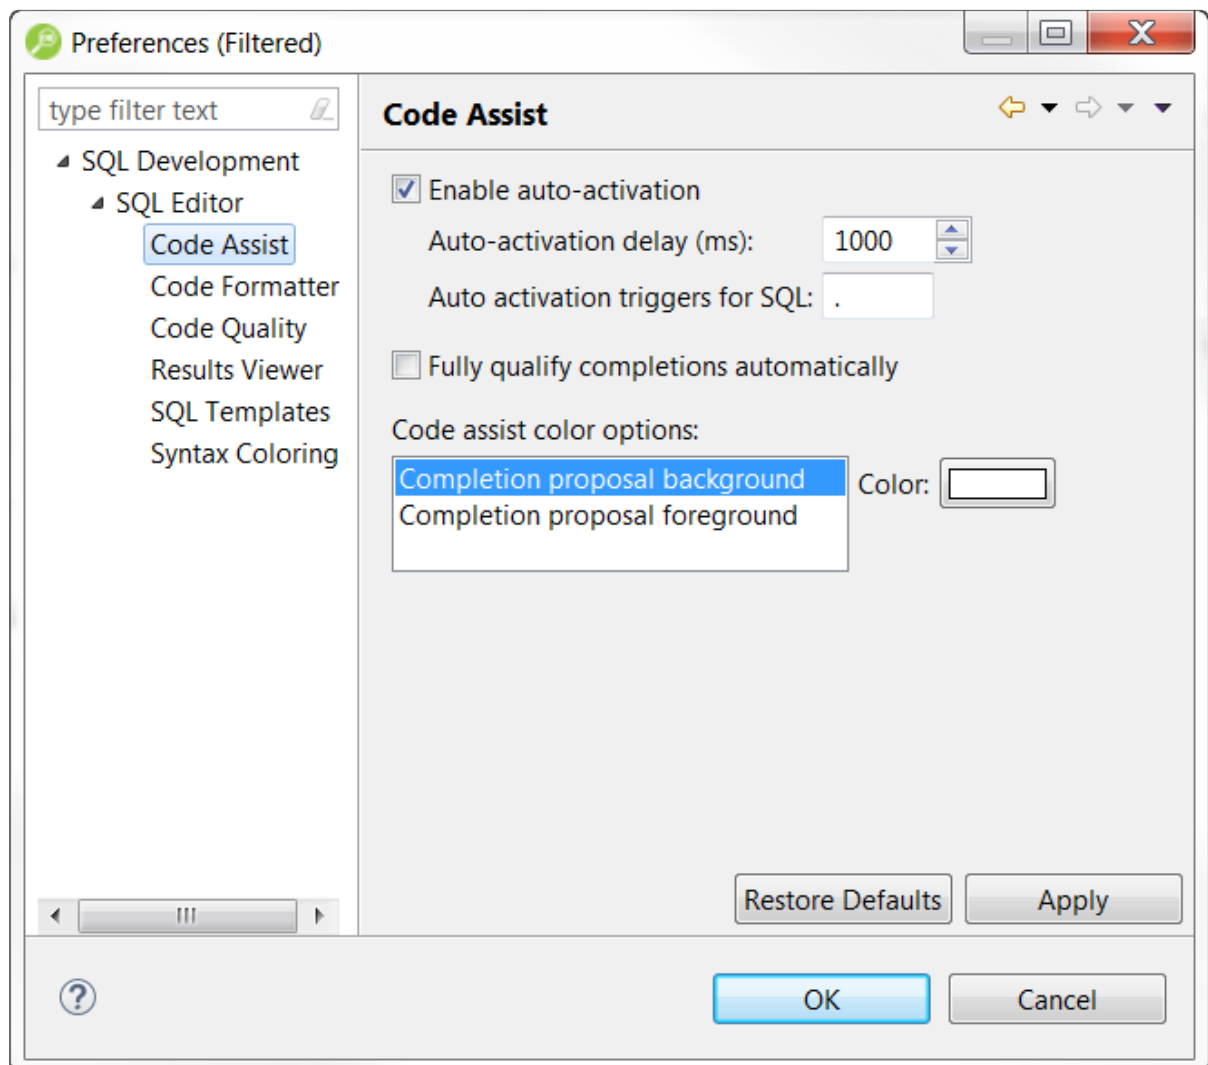 Preferences (Filtered)
type filter text
SQL Development
SQL Editor
Code Assist
Code Formatter
Code Quality
Results Viewer
SQL Templates
Syntax Coloring
Code Assist
Enable auto-activation
Auto-activation delay (ms): 1000
Auto activation triggers for SQL: .
Fully qualify completions automatically
Code assist color options:
Completion proposal background
Completion proposal foreground
Color:
Restore Defaults Apply
OK Cancel